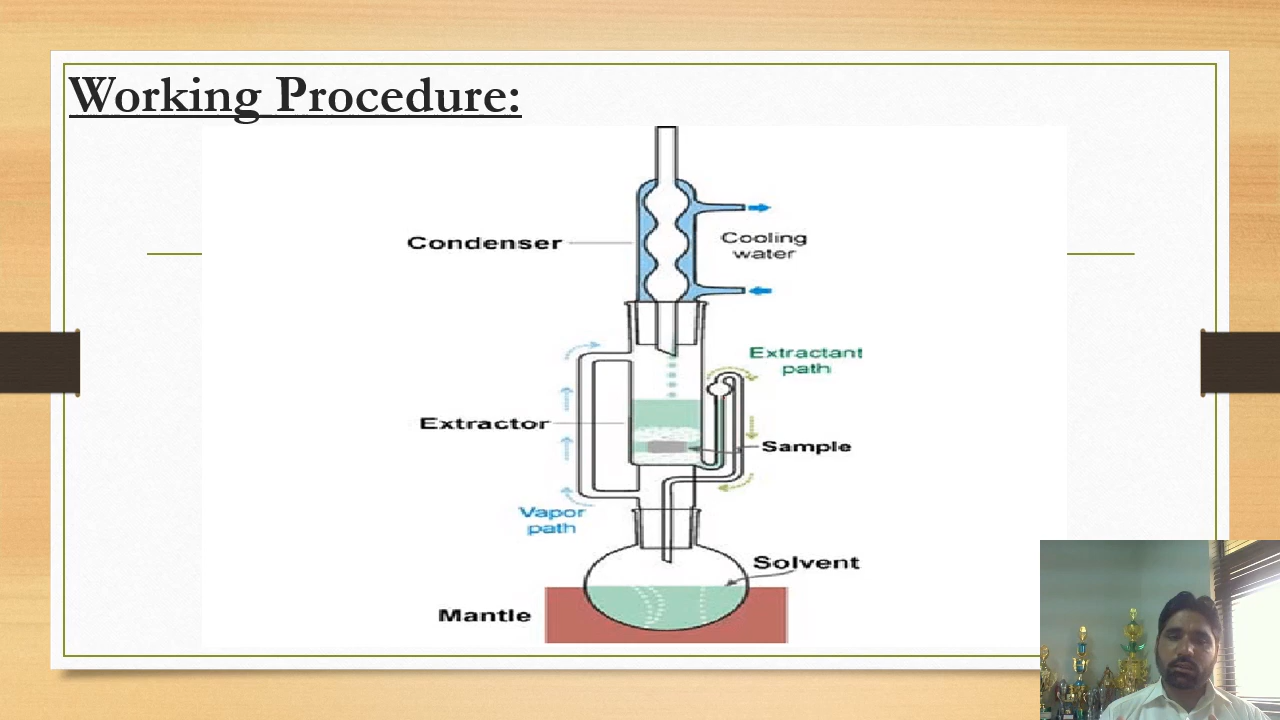 Working Procedure:
Condenser
Cooling
water
Extractant
path
Extractor
Sample
Vapor
path
Solvent
Mantle